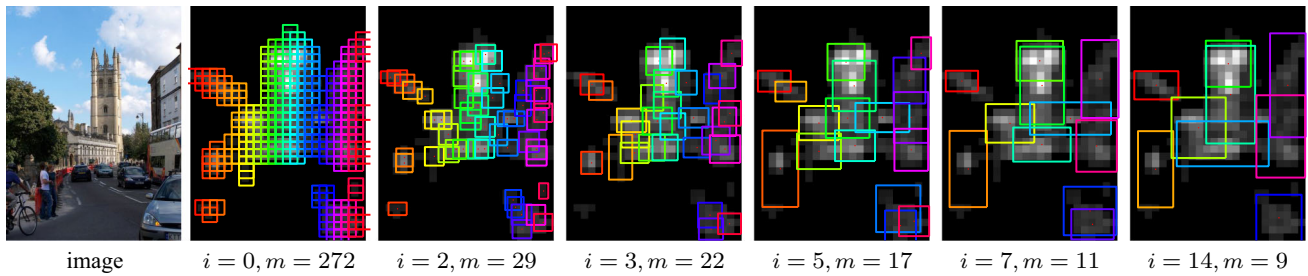 image
i = 0, m = 272
i = 2, m = 29
i = 3, m = 22
i = 5, m = 17
i = 7, m = 11
i = 14, m = 9